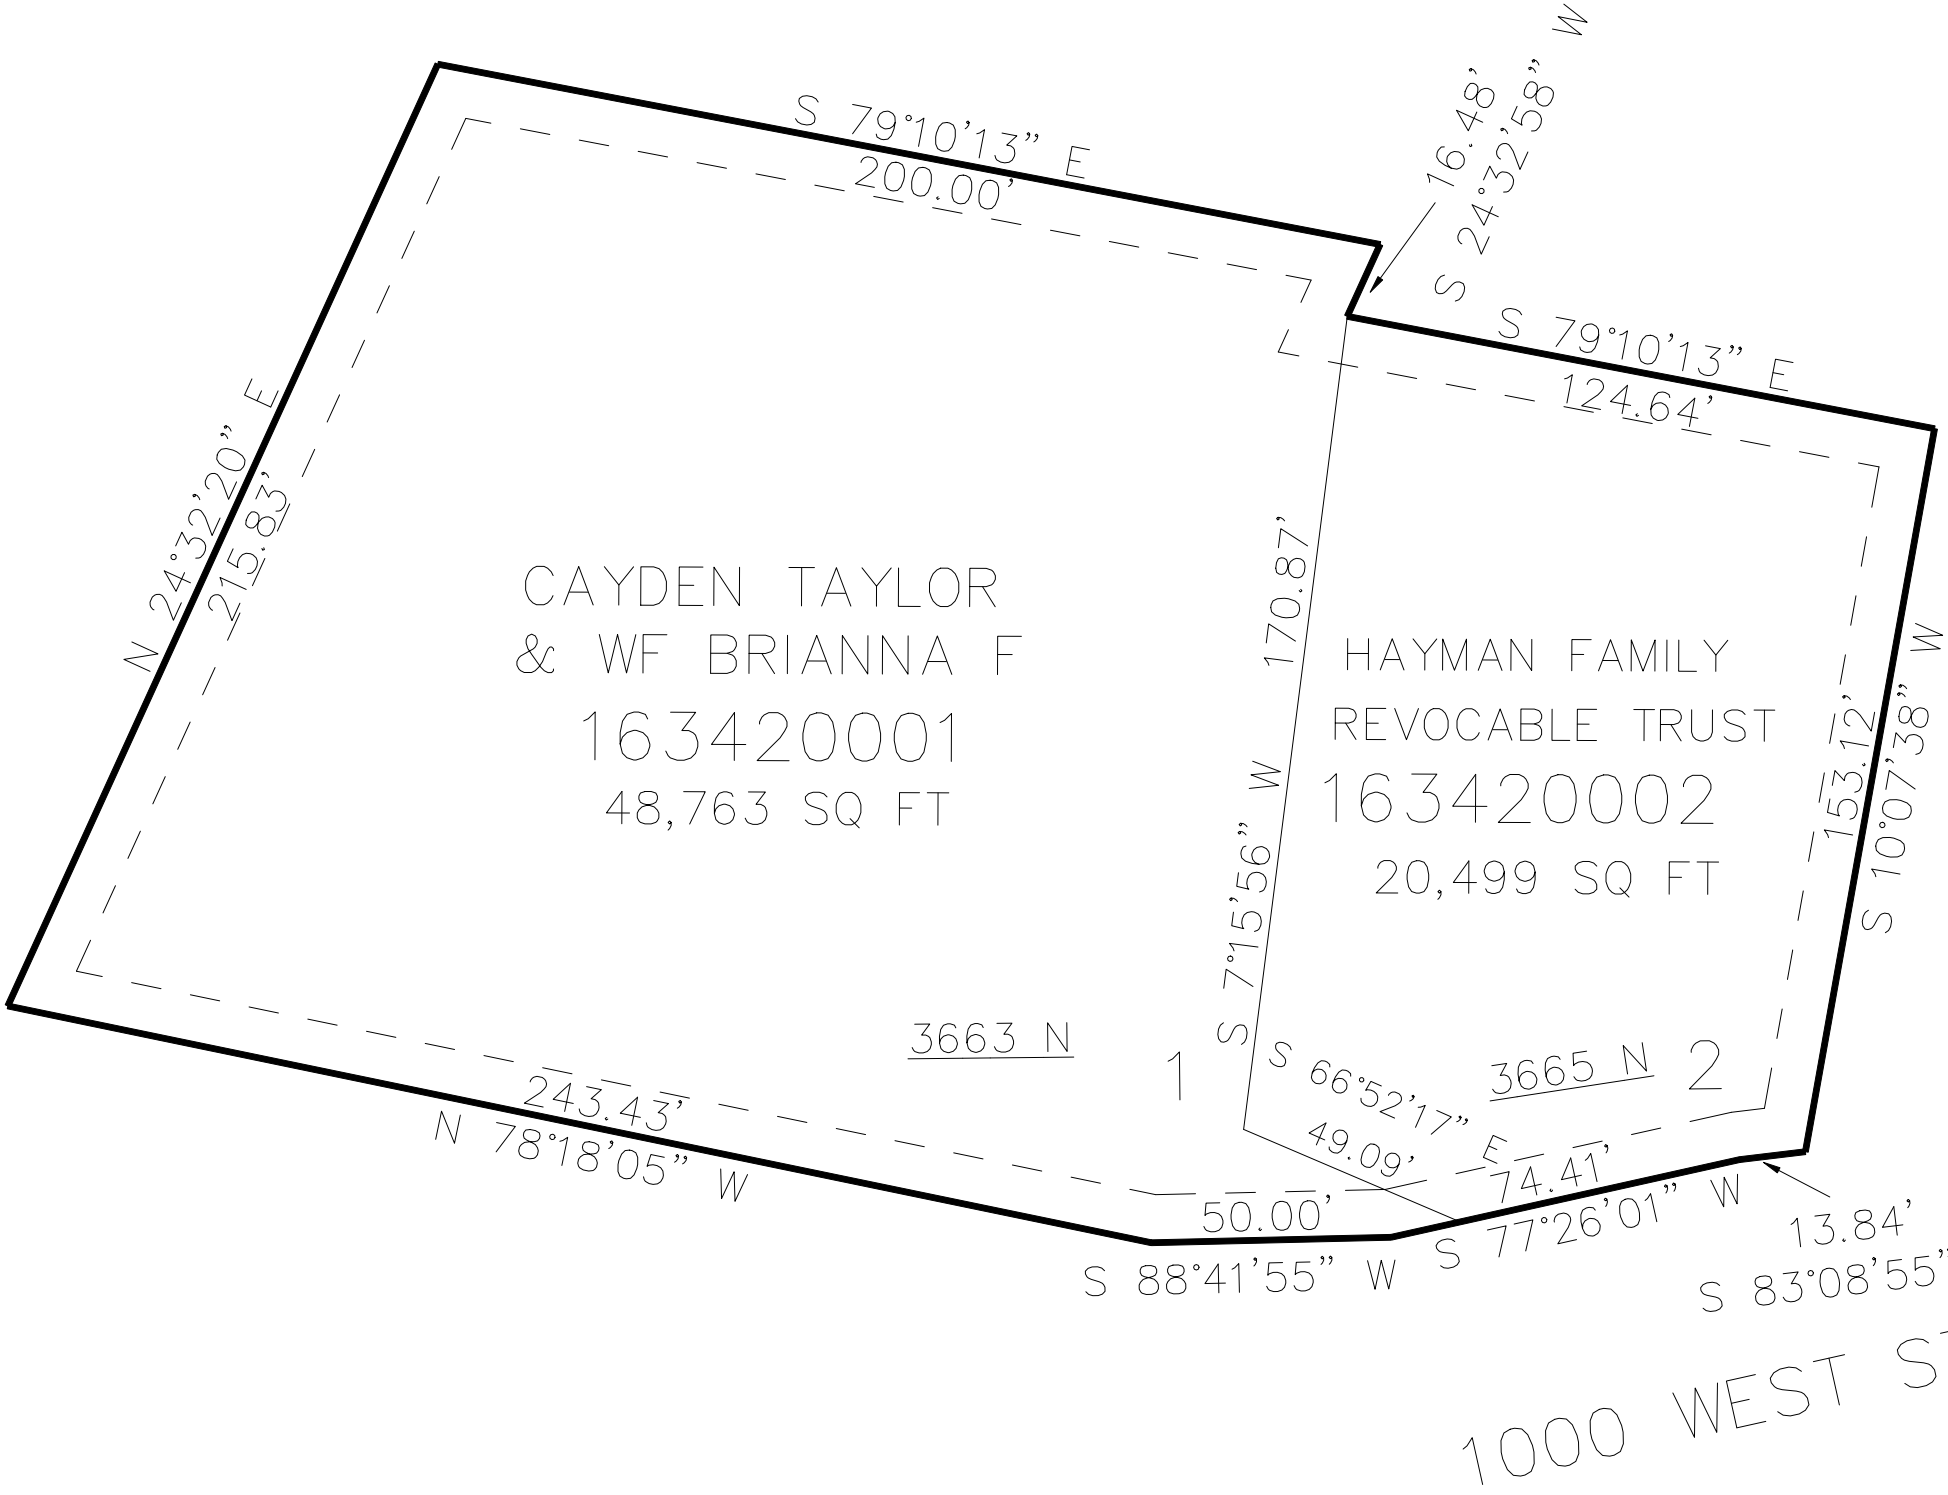 S 79°10'13" E
200.00'
16.48'
S 24°32'58" W
S 79°10'13" E
124.64'
N 24°32'20" E
215.83'
CAYDEN TAYLOR
& WF BRIANNA F
163420001
48,763 SQ FT
170.87'
S 7°15'56" W
HAYMAN FAMILY
REVOCABLE TRUST
163420002
20,499 SQ FT
153.12'
S 10°07'38" W
3663 N
1
S 66°52'17" E
49.09'
3665 N
2
243.43'
N 78°18'05" W
50.00'
S 88°41'55" W
74.41'
S 77°26'01" W
13.84'
S 83°08'55"
1000 WEST